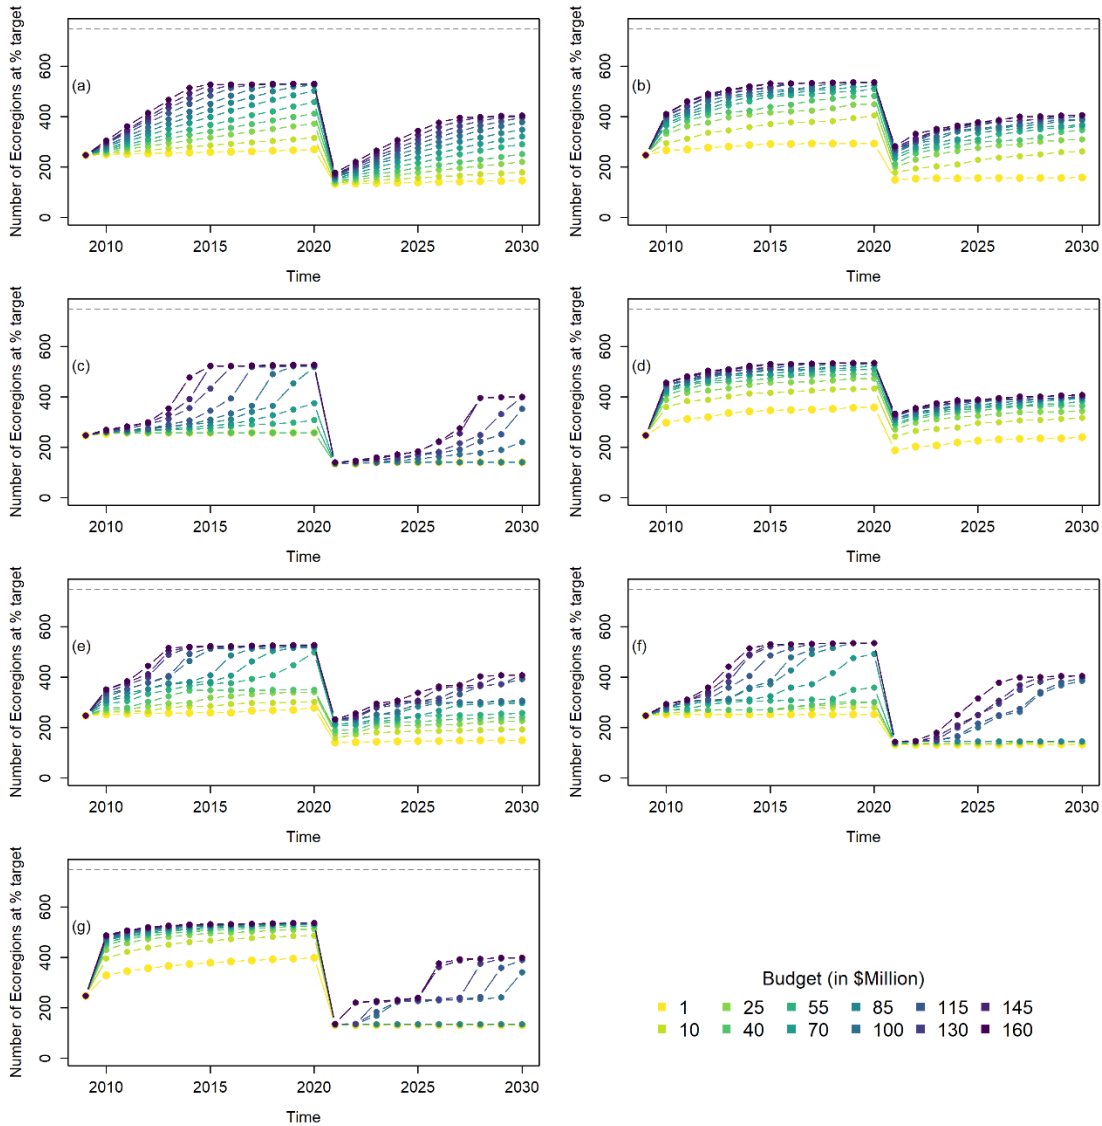 Number of Ecoregions at % target
0 200 400 600
(a)
2010 2015 2020 2025 2030
Time
Number of Ecoregions at % target
0 200 400 600
(b)
2010 2015 2020 2025 2030
Time
Number of Ecoregions at % target
0 200 400 600
(c)
2010 2015 2020 2025 2030
Time
Number of Ecoregions at % target
0 200 400 600
(d)
2010 2015 2020 2025 2030
Time
Number of Ecoregions at % target
0 200 400 600
(e)
2010 2015 2020 2025 2030
Time
Number of Ecoregions at % target
0 200 400 600
(f)
2010 2015 2020 2025 2030
Time
Number of Ecoregions at % target
0 200 400 600
(g)
2010 2015 2020 2025 2030
Time
Budget (in $Million)
1 25 55 85 115 145
10 40 70 100 130 160